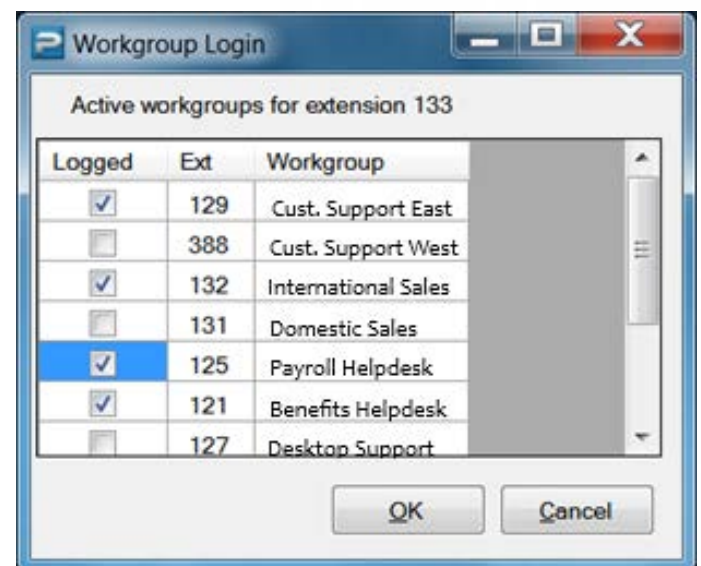 Workgroup Login
Active workgroups for extension 133
Logged Ext Workgroup
129 Cust. Support East
388 Cust. Support West
132 International Sales
131 Domestic Sales
125 Payroll Helpdesk
121 Benefits Helpdesk
127 Desktop Support
OK Cancel